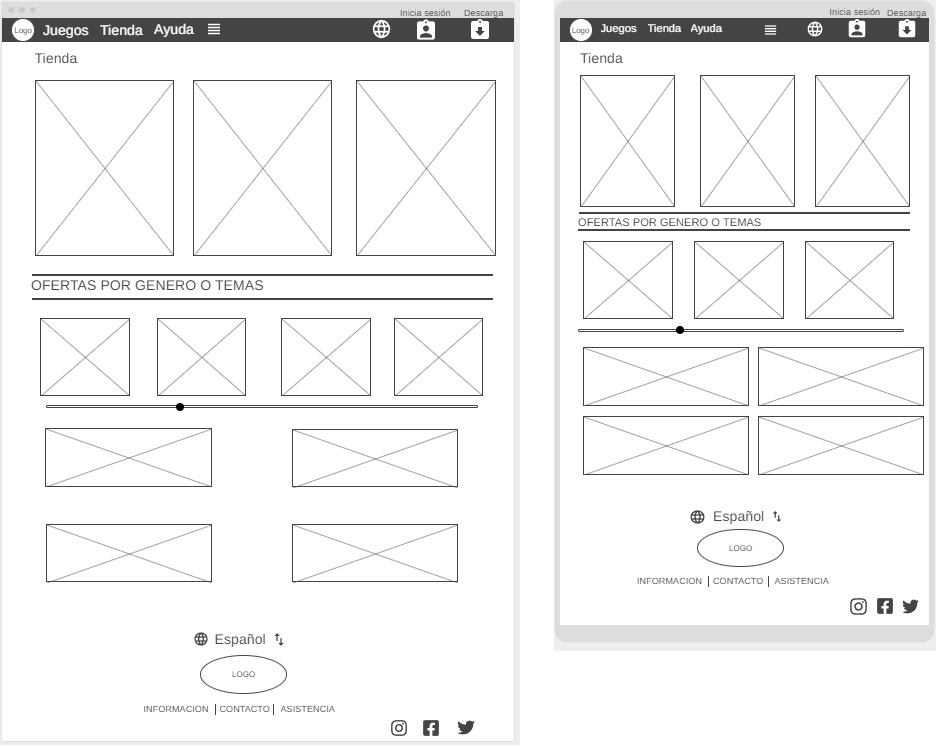 Inicia sesión Descarga
Logo Juegos Tienda Ayuda
Tienda
OFERTAS POR GENERO O TEMAS
Español
LOGO
INFORMACION CONTACTO ASISTENCIA
Inicia sesión Descarga
Logo Juegos Tienda Ayuda
Tienda
OFERTAS POR GENERO O TEMAS
Español
LOGO
INFORMACION CONTACTO ASISTENCIA